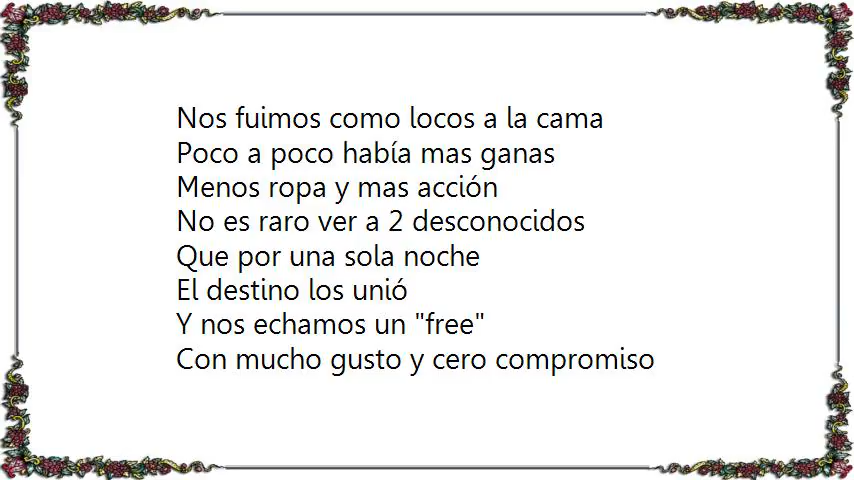 Nos fuimos como locos a la cama
Poco a poco había mas ganas
Menos ropa y mas acción
No es raro ver a 2 desconocidos
Que por una sola noche
El destino los unió
Y nos echamos un "free"
Con mucho gusto y cero compromiso